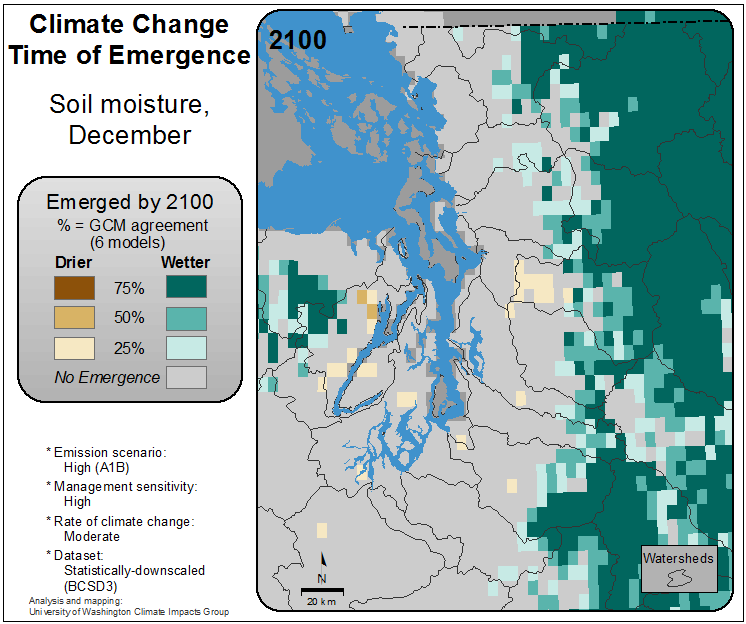 Climate Change
Time of Emergence
Soil moisture,
December
Emerged by 2100
% = GCM agreement
(6 models)
Drier Wetter
75%
50%
25%
No Emergence
* Emission scenario:
High (A1B)
* Management sensitivity:
High
* Rate of climate change:
Moderate
* Dataset:
Statistically-downscaled
(BCSD3)
Analysis and mapping:
University of Washington Climate Impacts Group
2100
N
20 km
Watersheds